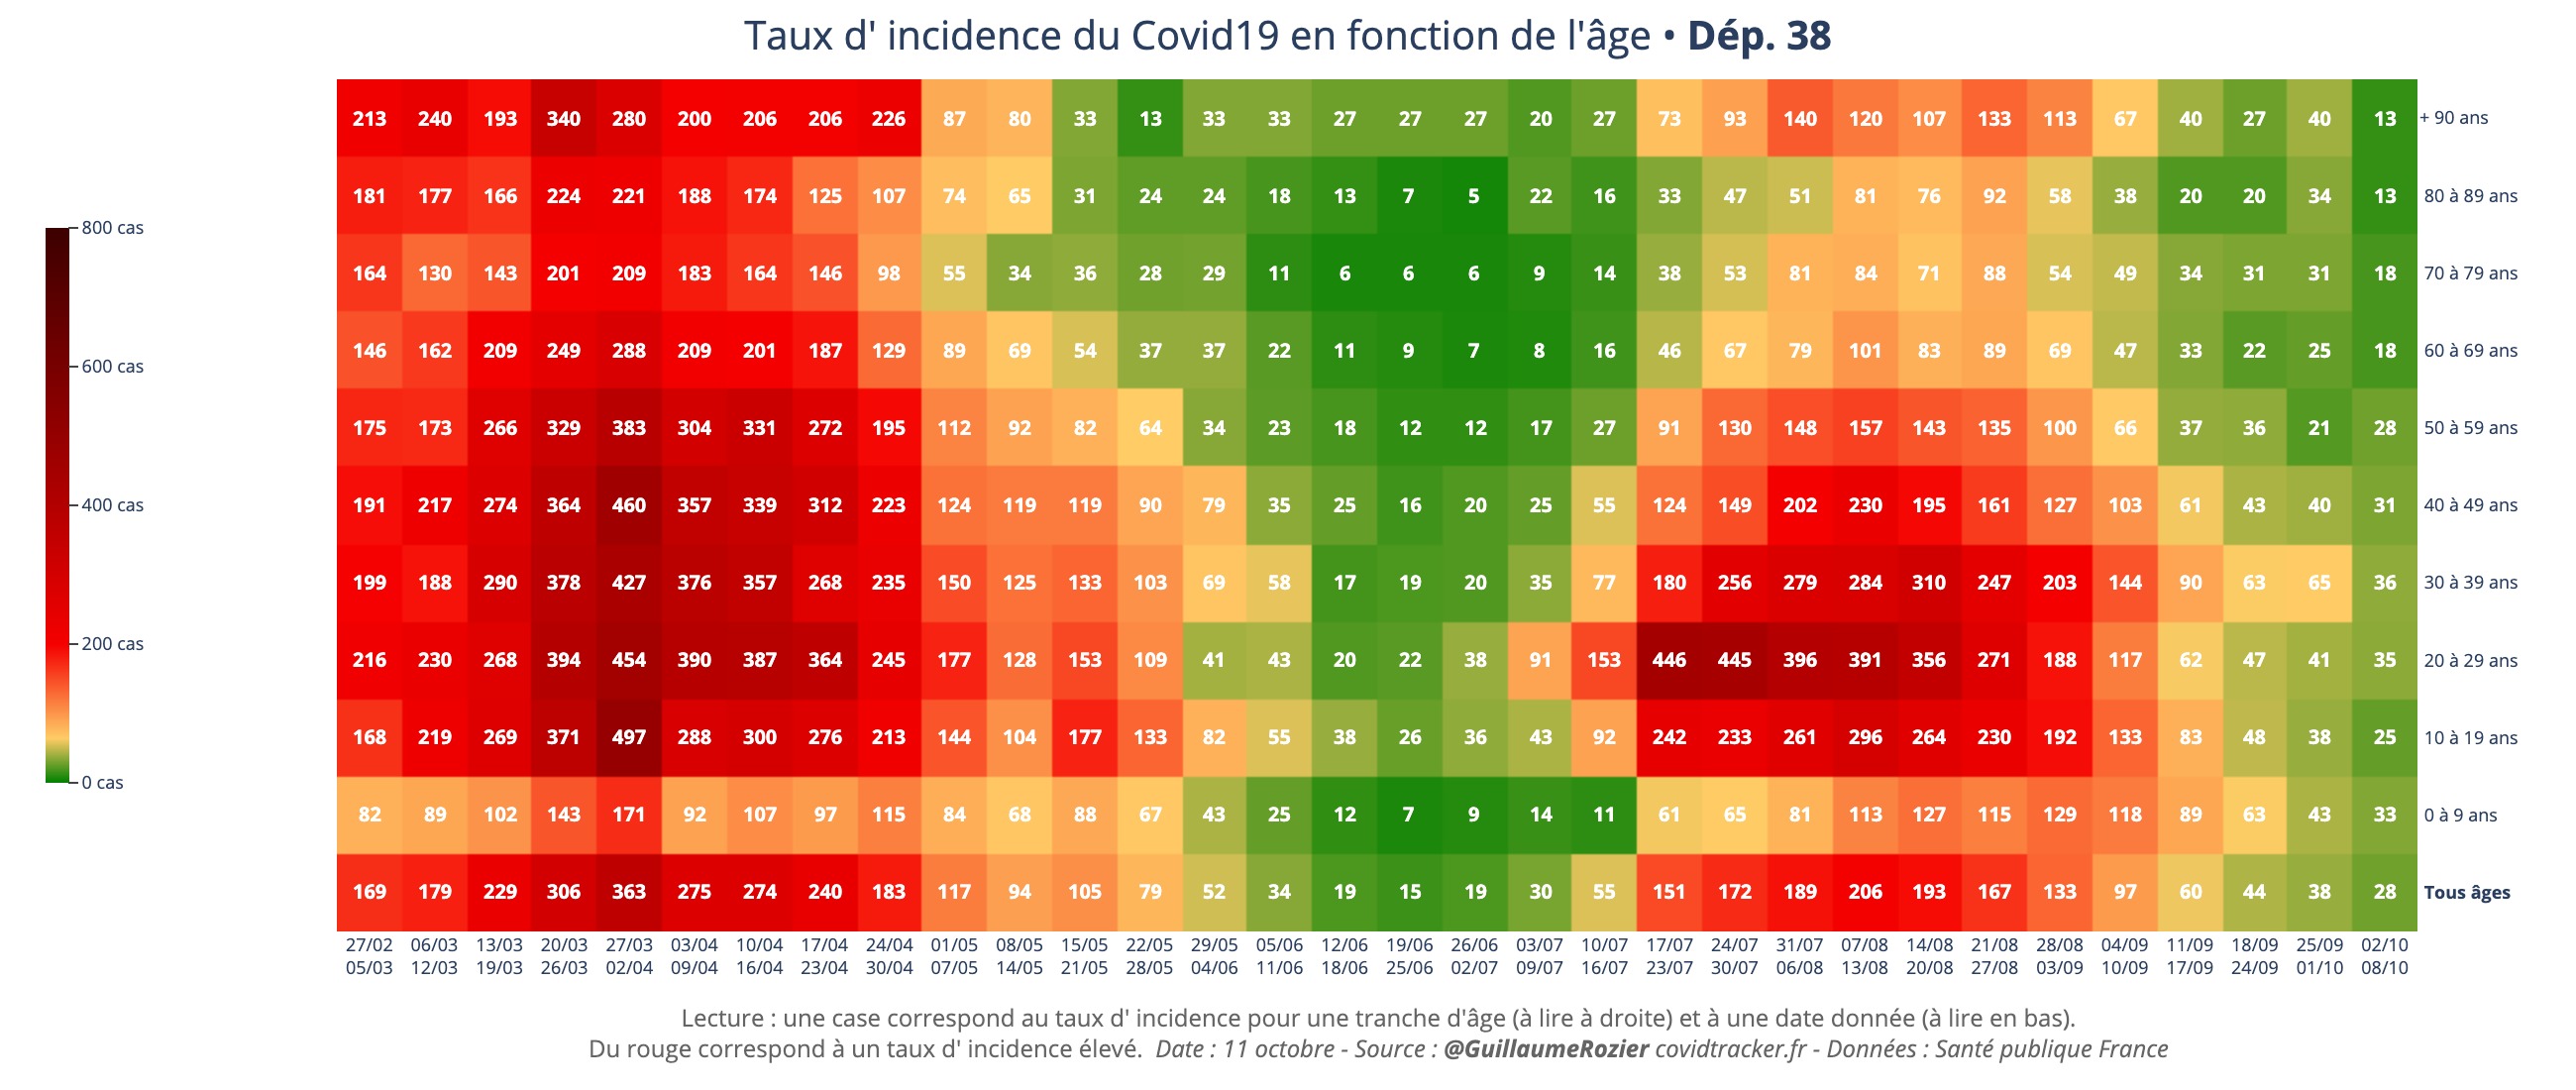 Taux d' incidence du Covid19 en fonction de l'âge • Dép. 38
213 240 193 340 280 200 206 206 226 87 80 33 13 33 33 27 27 27 20 27 73 93 140 120 107 133 113 67 40 27 40 13 + 90 ans
181 177 166 224 221 188 174 125 107 74 65 31 24 24 18 13 7 5 22 16 33 47 51 81 76 92 58 38 20 20 34 13 80 à 89 ans
800 cas
164 130 143 201 209 183 164 146 98 55 34 36 28 29 11 6 6 6 9 14 38 53 81 84 71 88 54 49 34 31 31 18 70 à 79 ans
146 162 209 249 288 209 201 187 129 89 69 54 37 37 22 11 9 7 8 16 46 67 79 101 83 89 69 47 33 22 25 18 60 à 69 ans
600 cas
175 173 266 329 383 304 331 272 195 112 92 82 64 34 23 18 12 12 17 27 91 130 148 157 143 135 100 66 37 36 21 28 50 à 59 ans
400 cas
191 217 274 364 460 357 339 312 223 124 119 119 90 79 35 25 16 20 25 55 124 149 202 230 195 161 127 103 61 43 40 31 40 à 49 ans
199 188 290 378 427 376 357 268 235 150 125 133 103 69 58 17 19 20 35 77 180 256 279 284 310 247 203 144 90 63 65 36 30 à 39 ans
200 cas
216 230 268 394 454 390 387 364 245 177 128 153 109 41 43 20 22 38 91 153 446 445 396 391 356 271 188 117 62 47 41 35 20 à 29 ans
168 219 269 371 497 288 300 276 213 144 104 177 133 82 55 38 26 36 43 92 242 233 261 296 264 230 192 133 83 48 38 25 10 à 19 ans
0 cas
82 89 102 143 171 92 107 97 115 84 68 88 67 43 25 12 7 9 14 11 61 65 81 113 127 115 129 118 89 63 43 33 0 à 9 ans
169 179 229 306 363 275 274 240 183 117 94 105 79 52 34 19 15 19 30 55 151 172 189 206 193 167 133 97 60 44 38 28 Tous âges
27/02 06/03 13/03 20/03 27/03 03/04 10/04 17/04 24/04 01/05 08/05 15/05 22/05 29/05 05/06 12/06 19/06 26/06 03/07 10/07 17/07 24/07 31/07 07/08 14/08 21/08 28/08 04/09 11/09 18/09 25/09 02/10
05/03 12/03 19/03 26/03 02/04 09/04 16/04 23/04 30/04 07/05 14/05 21/05 28/05 04/06 11/06 18/06 25/06 02/07 09/07 16/07 23/07 30/07 06/08 13/08 20/08 27/08 03/09 10/09 17/09 24/09 01/10 08/10
Lecture : une case correspond au taux d' incidence pour une tranche d'âge (à lire à droite) et à une date donnée (à lire en bas).
Du rouge correspond à un taux d' incidence élevé. Date : 11 octobre - Source : @GuillaumeRozier covidtracker.fr - Données : Santé publique France